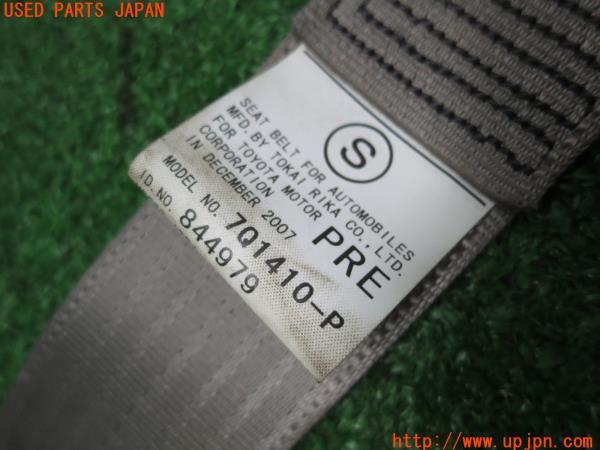 USED PARTS JAPAN
S
SEAT BELT FOR AUTOMOBILES
MFD. BY TOKAI RIKA CO., LTD.
FOR TOYOTA MOTOR
CORPORATION
IN DECEMBER 2007
PRE
MODEL NO. 7Q1410-P
I.D. NO. 844979
http://www.upjpn.com/